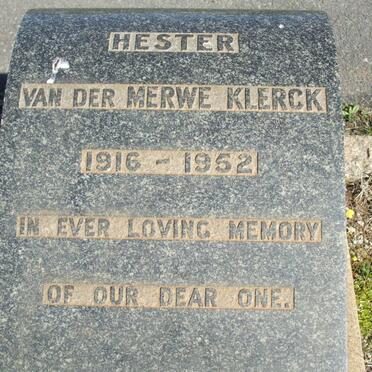 HESTER
VAN DER MERWE KLERCK
1916 - 1952
IN EVER LOVING MEMORY
OF OUR DEAR ONE.